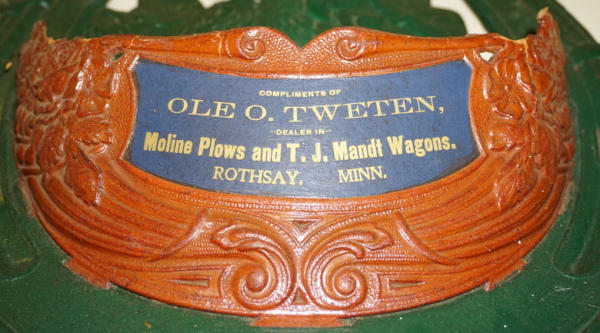 COMPLIMENTS OF
OLE O. TWETEN,
DEALER IN
Moline Plows and T. J. Mandt Wagons.
ROTHSAY, MINN.